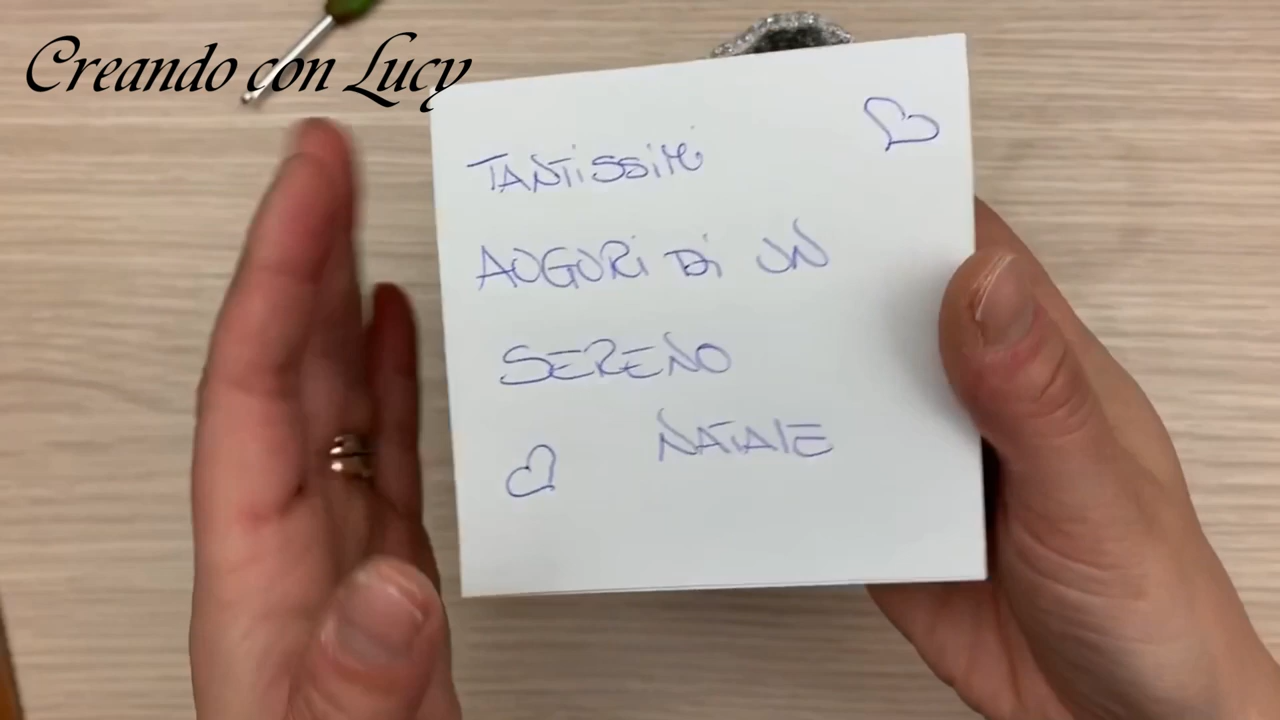 Creando con Lucy
TANTISSIMI
AUGURI DI UN
SERENO
NATALE